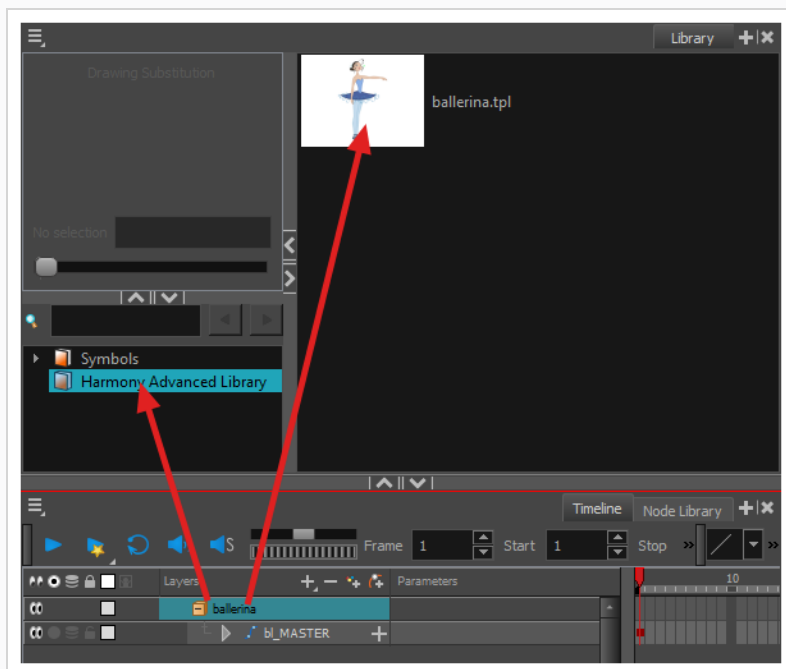 Library
Drawing Substitution
ballerina.tpl
No selection
Symbols
Harmony Advanced Library
Timeline
Node Library
S
Frame 1 Start 1 Stop
Layers Parameters 10
ballerina
bl_MASTER